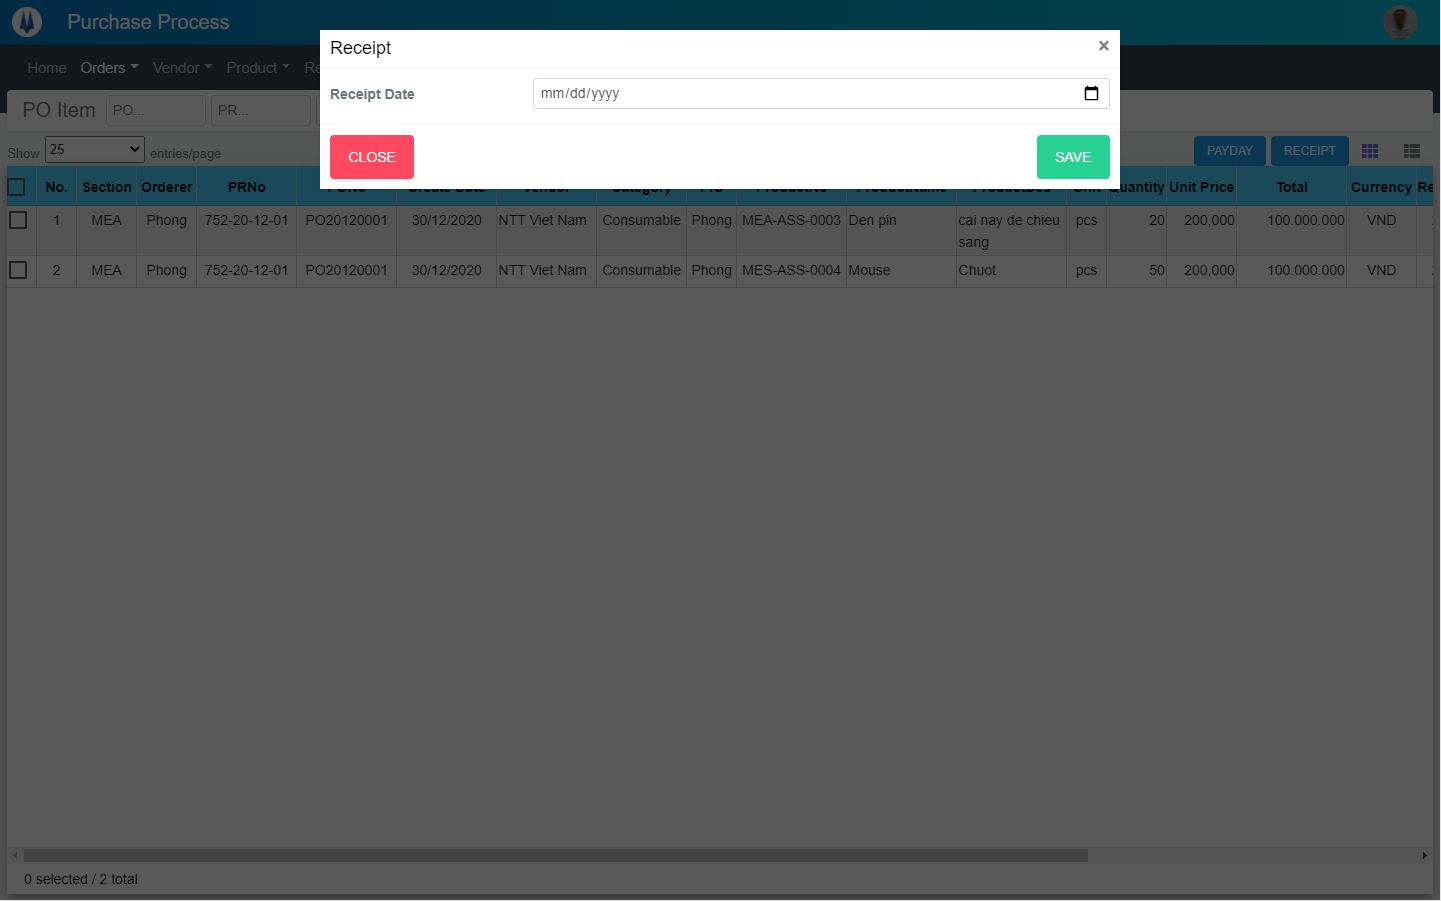 Purchase Process
Receipt ×
Home Orders Vendor Product Re
Receipt Date mm/dd/yyyy
PO Item PO... PR...
CLOSE SAVE
Show 25 entries/page PAYDAY RECEIPT
No. Section Orderer PRNo Quantity Unit Price Total Currency Re
1 MEA Phong 752-20-12-01 PO20120001 30/12/2020 NTT Viet Nam Consumable Phong MEA-ASS-0003 Den pin cai nay de chieu pcs 20 200,000 100.000.000 VND
sang
2 MEA Phong 752-20-12-01 PO20120001 30/12/2020 NTT Viet Nam Consumable Phong MES-ASS-0004 Mouse Chuot pcs 50 200,000 100.000.000 VND
0 selected / 2 total